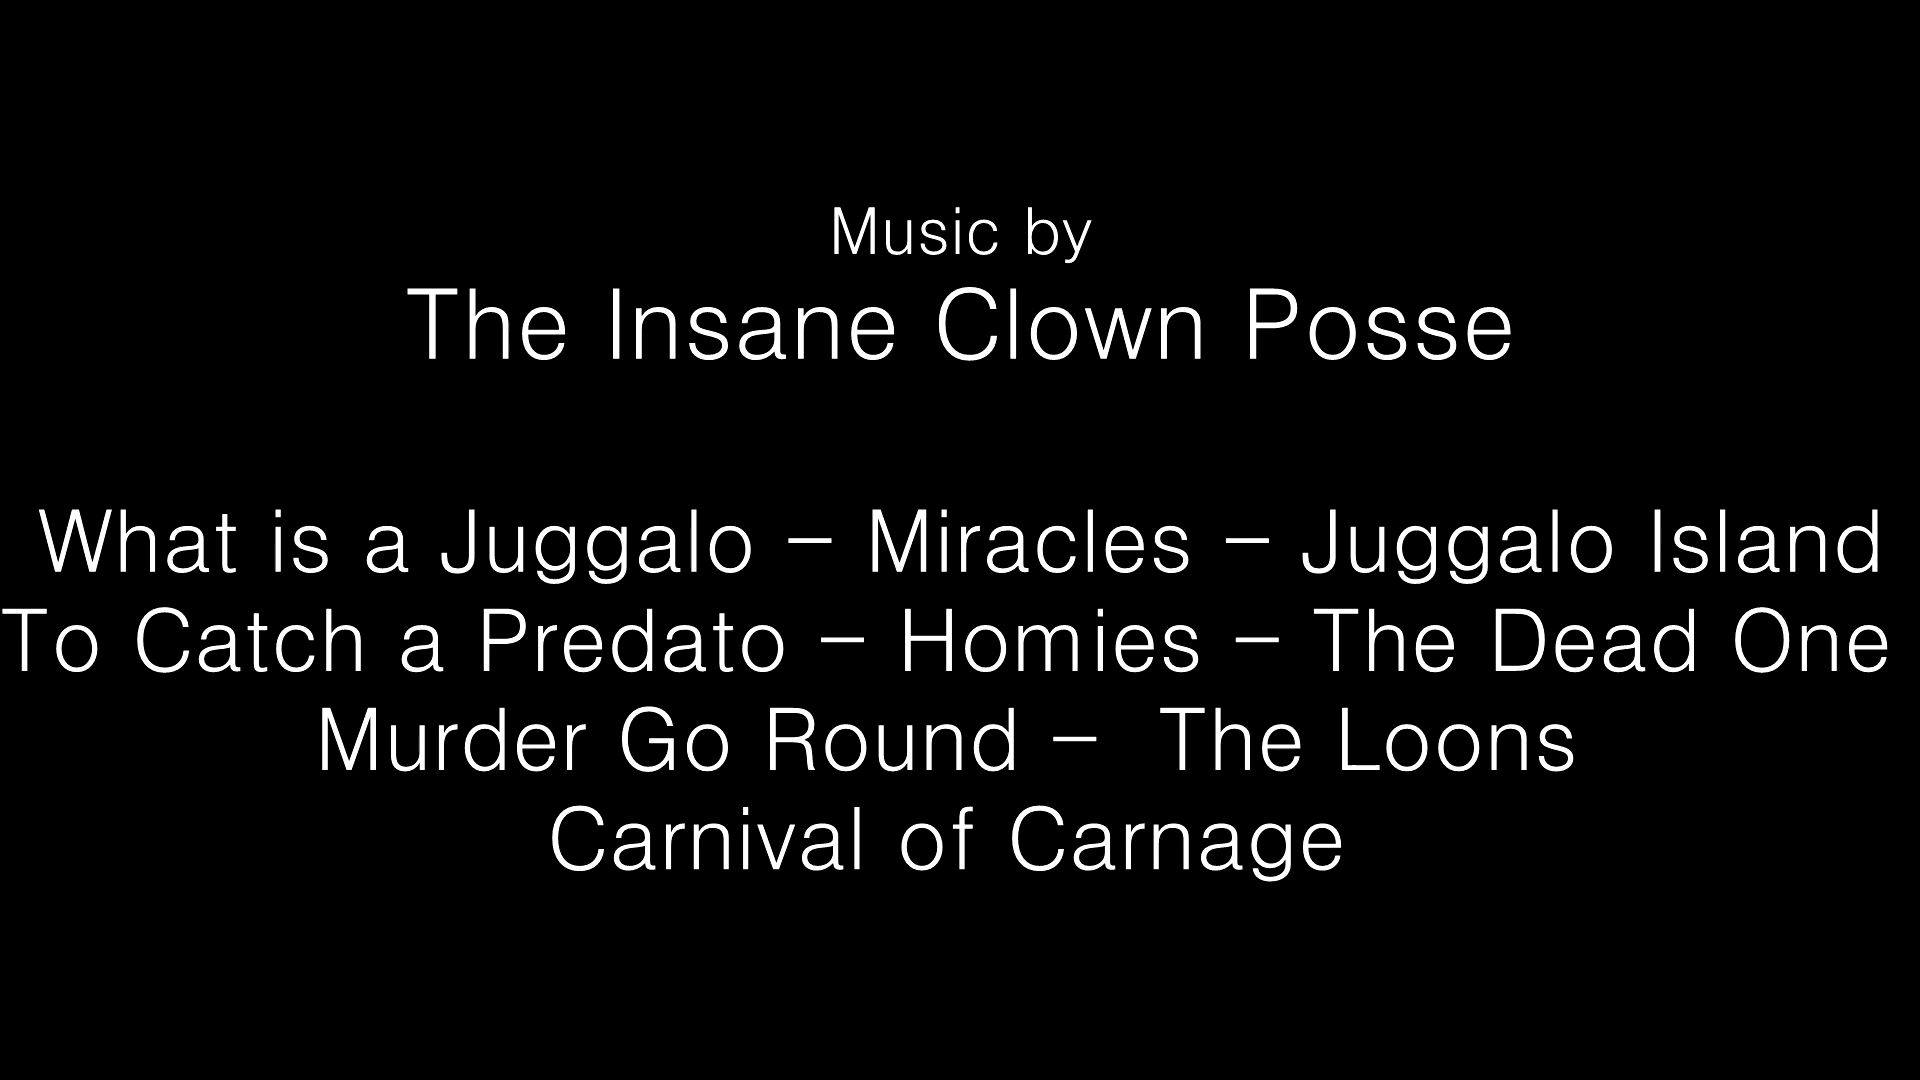 Music by
The Insane Clown Posse
What is a Juggalo – Miracles – Juggalo Island
To Catch a Predato – Homies – The Dead One
Murder Go Round – The Loons
Carnival of Carnage